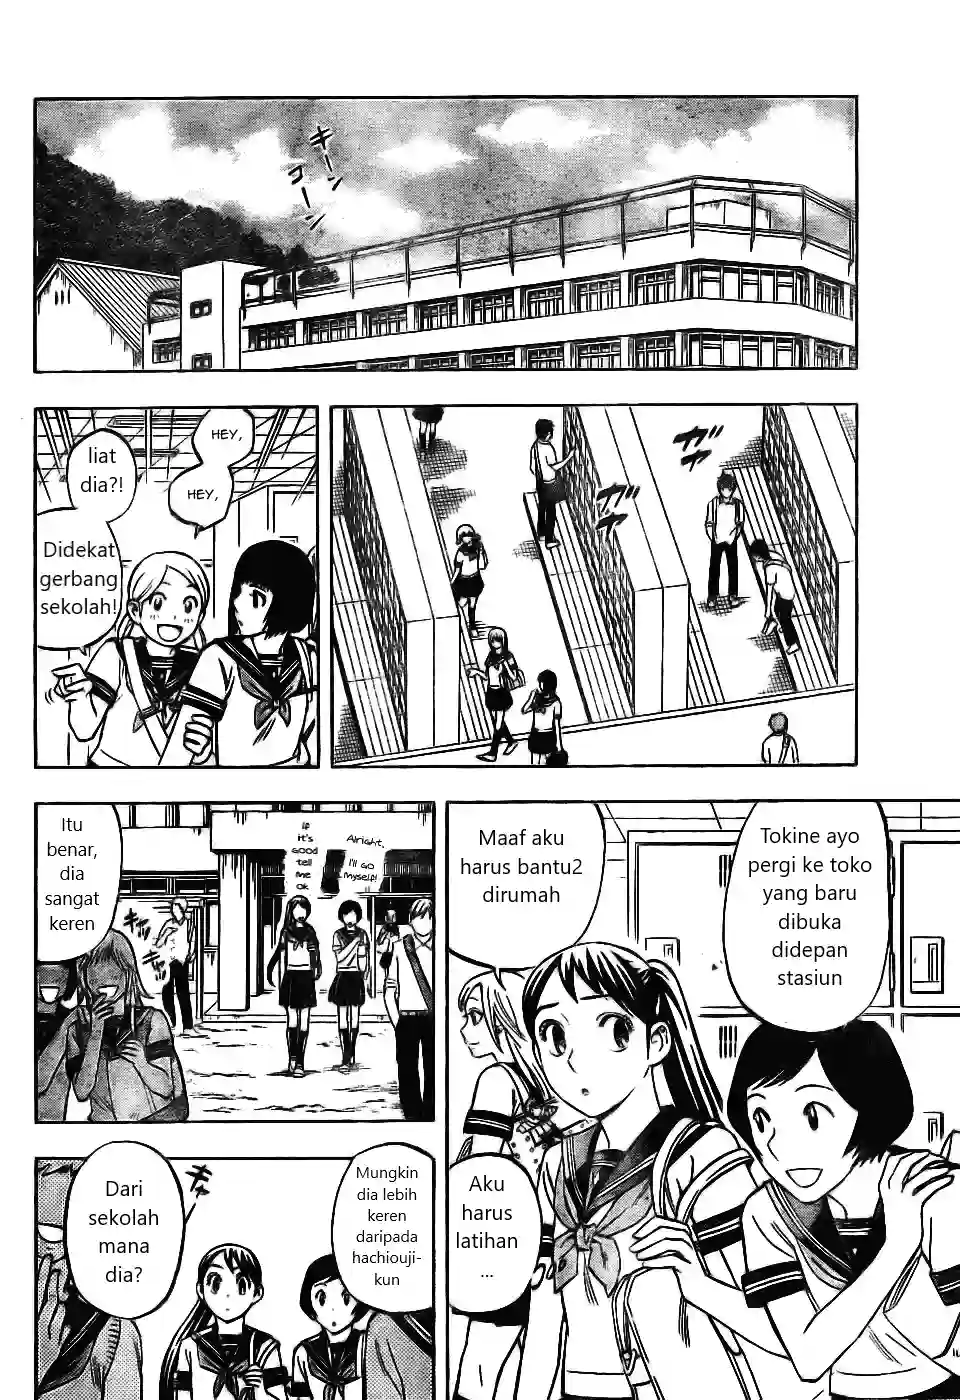 キーン
コーン
ガヤ
ガヤ
HEY,
HEY,
liat
dia?!
Didekat
gerbang
sekolah!
Tokine ayo
pergi ke toko
yang baru
dibuka
didepan
stasiun
Maaf aku
harus bantu2
dirumah
Aku
harus
latihan
...
Alright,
I'll go
myself!
If
it's
good
tell
me
ok
Itu
benar,
dia
sangat
keren
Mungkin
dia lebih
keren
daripada
hachiouji-
kun
Dari
sekolah
mana
dia?